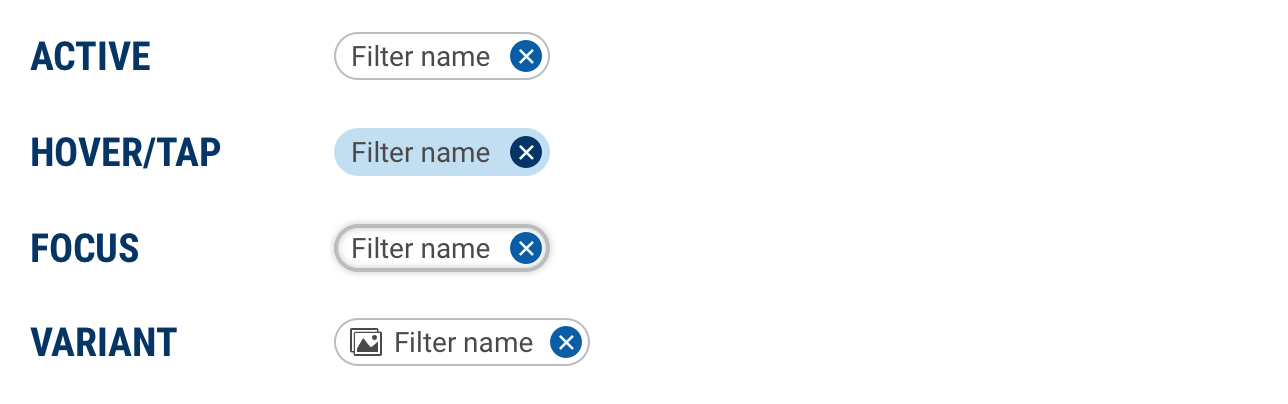 ACTIVE Filter name
HOVER/TAP Filter name
FOCUS Filter name
VARIANT Filter name